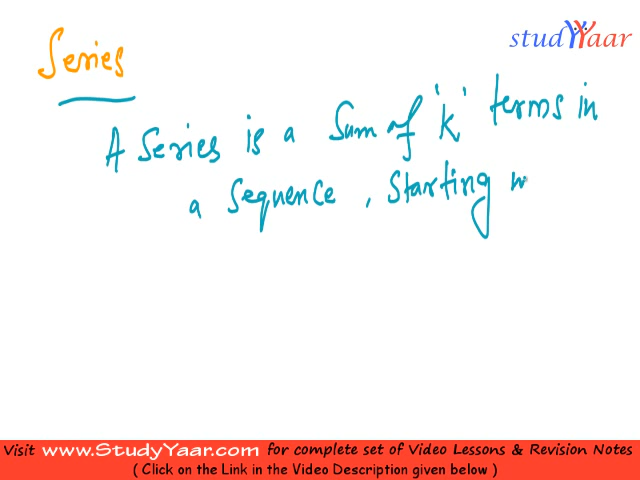 Series
studYYaar
A Series is a Sum of 'k' terms in
a Sequence, Starting w
Visit www.StudyYaar.com for complete set of Video Lessons & Revision Notes
( Click on the Link in the Video Description given below )